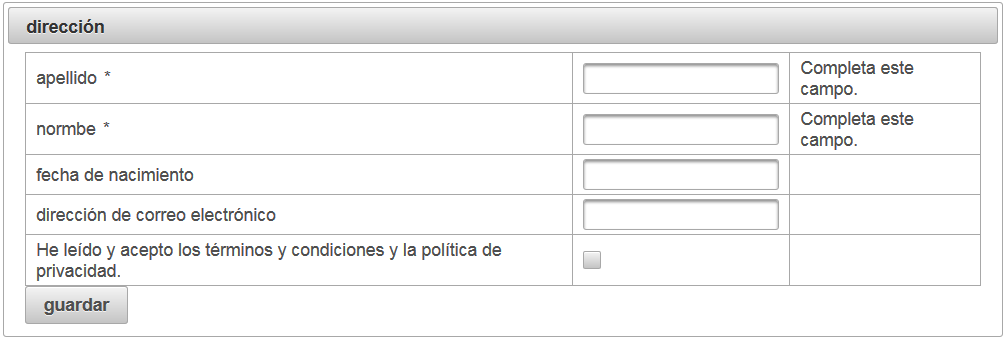 dirección
apellido *
Completa este
campo.
normbe *
Completa este
campo.
fecha de nacimiento
dirección de correo electrónico
He leído y acepto los términos y condiciones y la política de
privacidad.
guardar